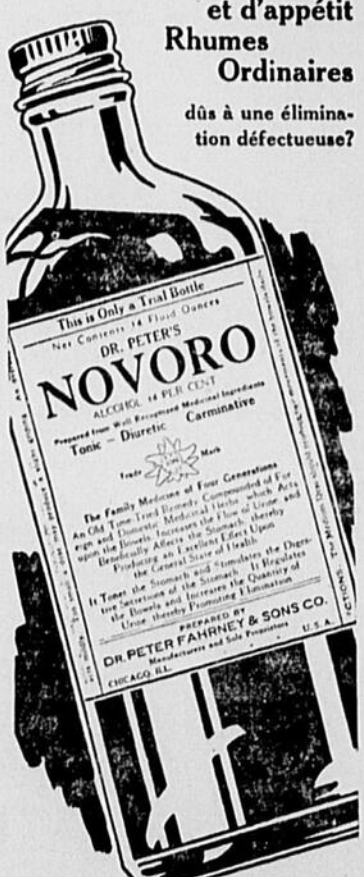 et d'appétit
Rhumes
Ordinaires
dûs à une élimina-
tion défectueuse?
This is Only a Trial Bottle
Net Contents 14 Fluid Ounces
DR. PETER'S
NOVORO
ALCOHOL 14 PER CENT
Prepared from Well Recognized Medicinal Ingredients
Tonic – Diuretic Carminative
Trade Mark
The Family Medicine of Four Generations
An Old Time-Tried Remedy, Compounded of For-
eign and Domestic Medicinal Herbs which Acts
upon the Bowels, Increases the Flow of Urine and
Beneficially Affects the Stomach, thereby
Producing an Excellent Effect Upon
the General State of Health
It Tones the Stomach and Stimulates the Diges-
tive Secretions of the Stomach. It Regulates
the Bowels and Increases the Quantity of
Urine, thereby Promoting Elimination
PREPARED BY
DR. PETER FAHRNEY & SONS CO.
Manufacturers and Sole Proprietors
CHICAGO, ILL. U. S. A.